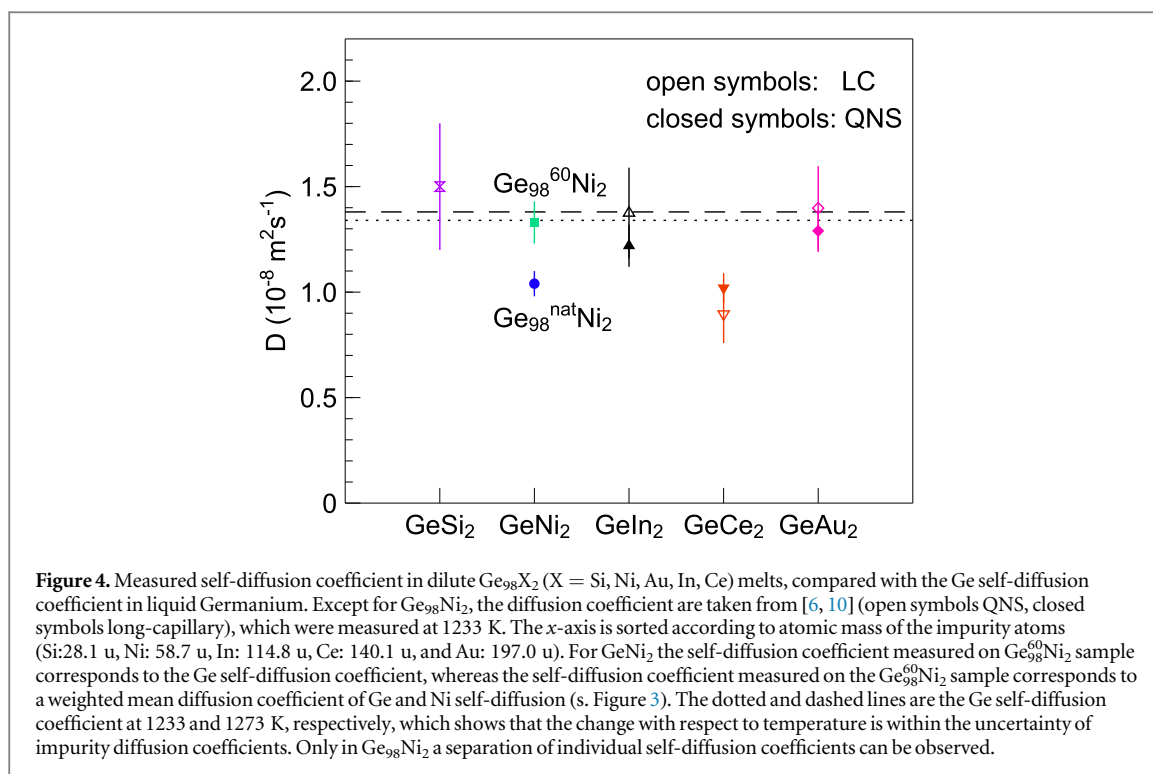 2.0
1.5
1.0
0.5
0
D (10⁻⁸ m²s⁻¹)
open symbols: LC
closed symbols: QNS
Ge₉₈⁶⁰Ni₂
Ge₉₈ⁿᵃᵗNi₂
GeSi₂ GeNi₂ GeIn₂ GeCe₂ GeAu₂
Figure 4. Measured self-diffusion coefficient in dilute Ge₉₈X₂ (X = Si, Ni, Au, In, Ce) melts, compared with the Ge self-diffusion
coefficient in liquid Germanium. Except for Ge₉₈Ni₂, the diffusion coefficient are taken from [6, 10] (open symbols QNS, closed
symbols long-capillary), which were measured at 1233 K. The x-axis is sorted according to atomic mass of the impurity atoms
(Si:28.1 u, Ni: 58.7 u, In: 114.8 u, Ce: 140.1 u, and Au: 197.0 u). For GeNi₂ the self-diffusion coefficient measured on Ge₉₈⁶⁰Ni₂ sample
corresponds to the Ge self-diffusion coefficient, whereas the self-diffusion coefficient measured on the Ge₉₈⁶⁰Ni₂ sample corresponds to
a weighted mean diffusion coefficient of Ge and Ni self-diffusion (s. Figure 3). The dotted and dashed lines are the Ge self-diffusion
coefficient at 1233 and 1273 K, respectively, which shows that the change with respect to temperature is within the uncertainty of
impurity diffusion coefficients. Only in Ge₉₈Ni₂ a separation of individual self-diffusion coefficients can be observed.